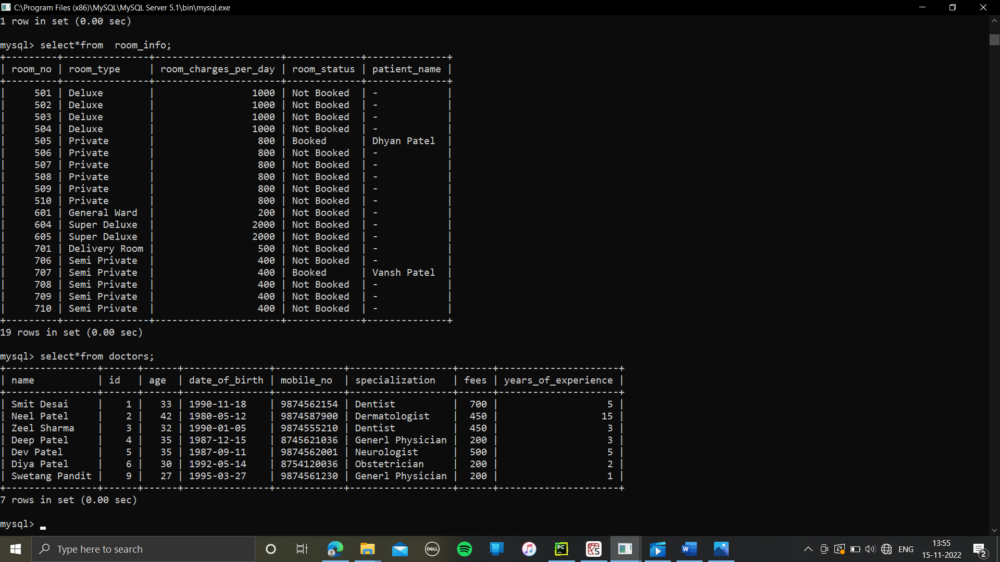 C:\Program Files (x86)\MySQL\MySQL Server 5.1\bin\mysql.exe
1 row in set (0.00 sec)
mysql> select*from  room_info;
+---------+---------------+----------------------+-------------+--------------+
| room_no | room_type     | room_charges_per_day | room_status | patient_name |
+---------+---------------+----------------------+-------------+--------------+
|     501 | Deluxe        |                 1000 | Not Booked  | -            |
|     502 | Deluxe        |                 1000 | Not Booked  | -            |
|     503 | Deluxe        |                 1000 | Not Booked  | -            |
|     504 | Deluxe        |                 1000 | Not Booked  | -            |
|     505 | Private       |                  800 | Booked      | Dhyan Patel  |
|     506 | Private       |                  800 | Not Booked  | -            |
|     507 | Private       |                  800 | Not Booked  | -            |
|     508 | Private       |                  800 | Not Booked  | -            |
|     509 | Private       |                  800 | Not Booked  | -            |
|     510 | Private       |                  800 | Not Booked  | -            |
|     601 | General Ward  |                  200 | Not Booked  | -            |
|     604 | Super Deluxe  |                 2000 | Not Booked  | -            |
|     605 | Super Deluxe  |                 2000 | Not Booked  | -            |
|     701 | Delivery Room |                  500 | Not Booked  | -            |
|     706 | Semi Private  |                  400 | Not Booked  | -            |
|     707 | Semi Private  |                  400 | Booked      | Vansh Patel  |
|     708 | Semi Private  |                  400 | Not Booked  | -            |
|     709 | Semi Private  |                  400 | Not Booked  | -            |
|     710 | Semi Private  |                  400 | Not Booked  | -            |
+---------+---------------+----------------------+-------------+--------------+
19 rows in set (0.00 sec)
mysql> select*from doctors;
+----------------+------+------+---------------+------------+------------------+------+---------------------+
| name           | id   | age  | date_of_birth | mobile_no  | specialization   | fees | years_of_experience |
+----------------+------+------+---------------+------------+------------------+------+---------------------+
| Smit Desai     |    1 |   33 | 1990-11-18    | 9874562154 | Dentist          |  700 |                   5 |
| Neel Patel     |    2 |   42 | 1980-05-12    | 9874587900 | Dermatologist    |  450 |                  15 |
| Zeel Sharma    |    3 |   32 | 1990-01-05    | 9874555210 | Dentist          |  450 |                   3 |
| Deep Patel     |    4 |   35 | 1987-12-15    | 8745621036 | Generl Physician |  200 |                   3 |
| Dev Patel      |    5 |   35 | 1987-09-11    | 9874562001 | Neurologist      |  500 |                   5 |
| Diya Patel     |    6 |   30 | 1992-05-14    | 8754120036 | Obstetrician     |  200 |                   2 |
| Swetang Pandit |    9 |   27 | 1995-03-27    | 9874561230 | Generl Physician |  200 |                   1 |
+----------------+------+------+---------------+------------+------------------+------+---------------------+
7 rows in set (0.00 sec)
mysql> _
Type here to search
DELL
PC
W
ENG
13:55
15-11-2022
2